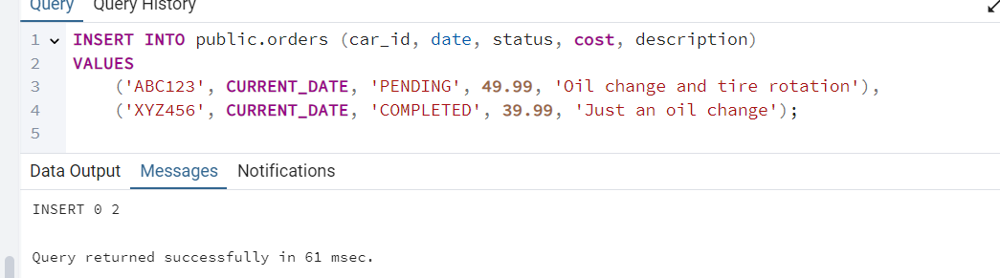 Query Query History
1 INSERT INTO public.orders (car_id, date, status, cost, description)
2 VALUES
3 ('ABC123', CURRENT_DATE, 'PENDING', 49.99, 'Oil change and tire rotation'),
4 ('XYZ456', CURRENT_DATE, 'COMPLETED', 39.99, 'Just an oil change');
5
Data Output Messages Notifications
INSERT 0 2
Query returned successfully in 61 msec.